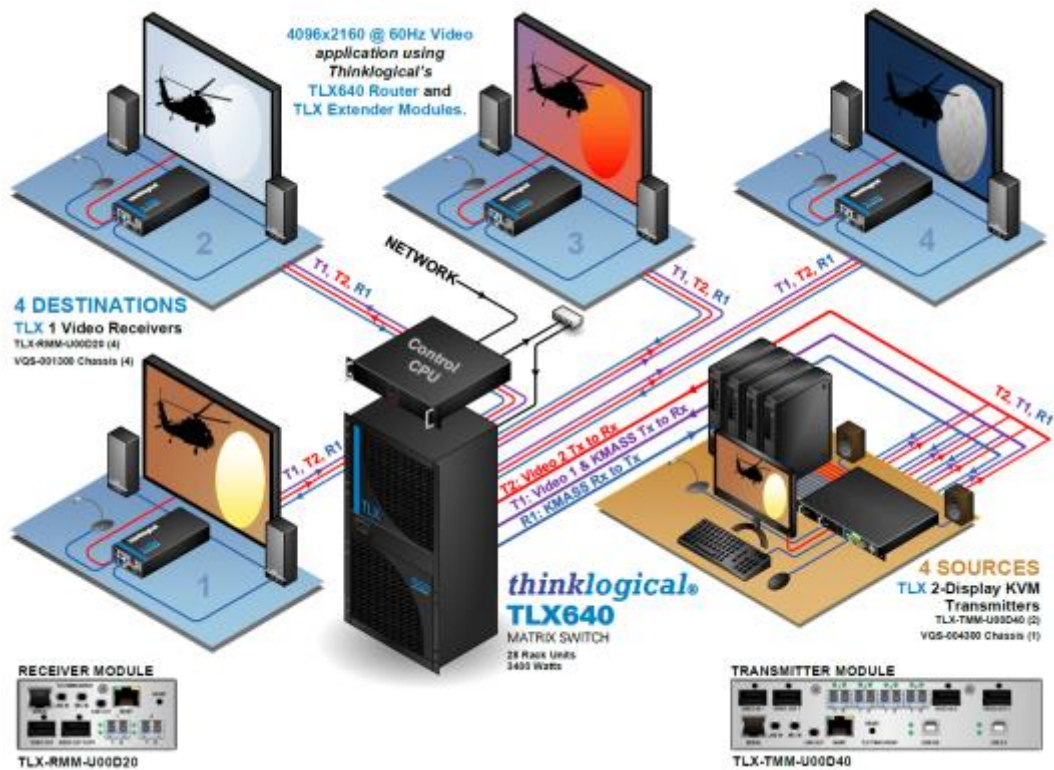 4096x2160 @ 60Hz Video
application using
Thinklogical's
TLX640 Router and
TLX Extender Modules.
2
3
4
NETWORK
T1, T2, R1
T1, T2, R1
T1, T2, R1
4 DESTINATIONS
TLX 1 Video Receivers
TLX-RMM-U00D20 (4)
VQS-001300 Chassis (4)
Control
CPU
T2, T1, R1
T1, T2, R1
T2: Video 2 Tx to Rx
T1: Video 1 & KMASS Tx to Rx
R1: KMASS Rx to Tx
TLX
640
1
thinklogical®
TLX640
MATRIX SWITCH
28 Rack Units
3400 Watts
4 SOURCES
TLX 2-Display KVM
Transmitters
TLX-TMM-U00D40 (2)
VQS-004300 Chassis (1)
RECEIVER MODULE
TLX-RMM-U00D20
TRANSMITTER MODULE
TLX-TMM-U00D40